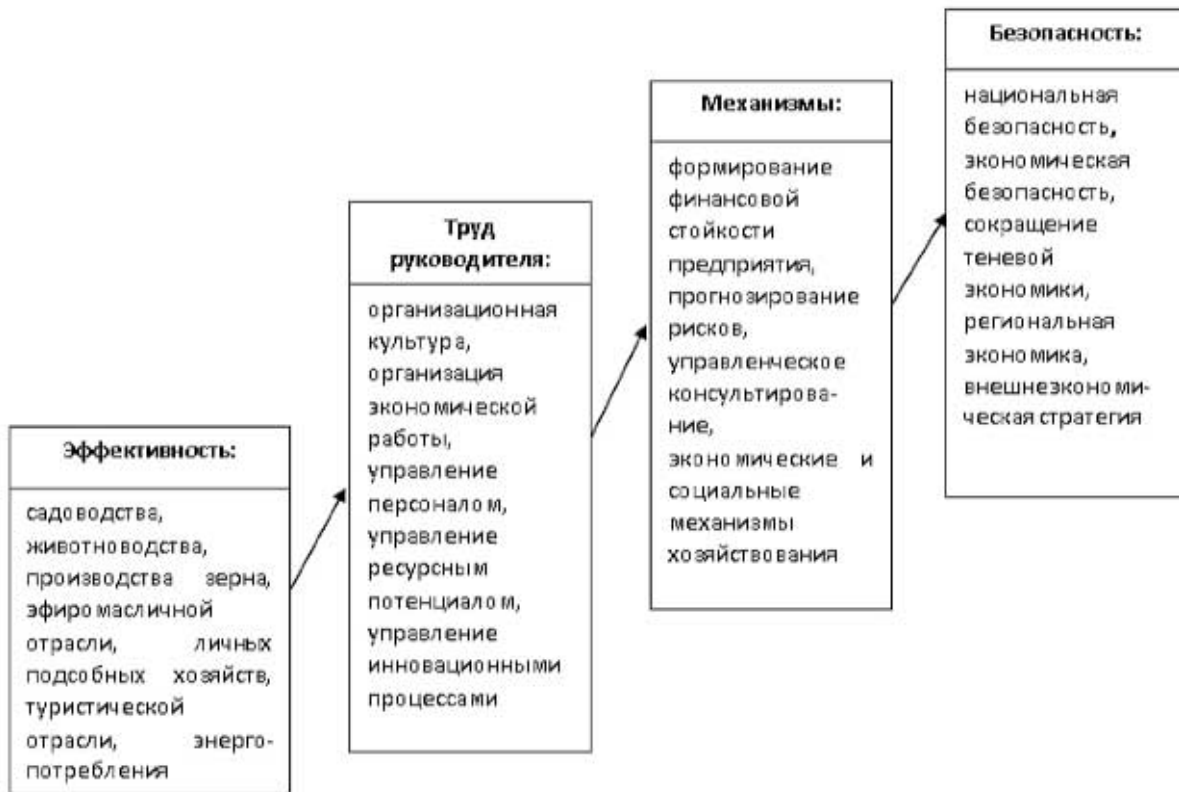 Эффективность:
садоводства,
животноводства,
производства зерна,
эфиромасличной
отрасли, личных
подсобных хозяйств,
туристической
отрасли, энерго-
потребления
Труд
руководителя:
организационная
культура,
организация
экономической
работы,
управление
персоналом,
управление
ресурсным
потенциалом,
управление
инновационными
процессами
Механизмы:
формирование
финансовой
стойкости
предприятия,
прогнозирование
рисков,
управленческое
консультирова-
ние,
экономические и
социальные
механизмы
хозяйствования
Безопасность:
национальная
безопасность,
экономическая
безопасность,
сокращение
теневой
экономики,
региональная
экономика,
внешнеэкономи-
ческая стратегия